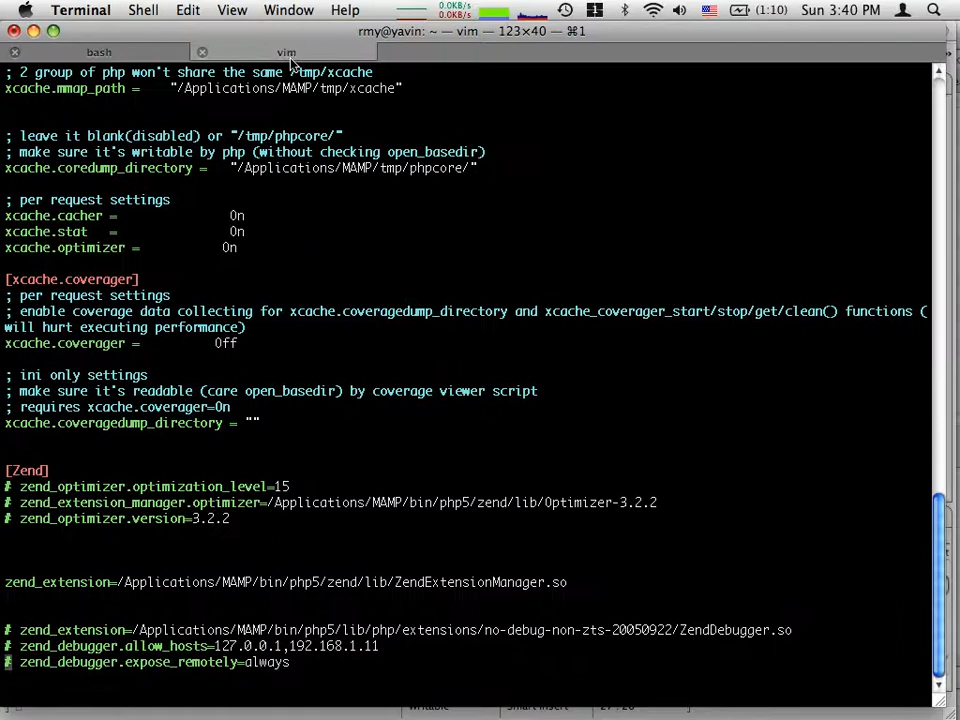 Terminal Shell Edit View Window Help 0.0KB/s 0.0KB/s (1:10) Sun 3:40 PM
rmy@yavin: ~ — vim — 123×40 — ⌘1
bash vim
; 2 group of php won't share the same /tmp/xcache
xcache.mmap_path = "/Applications/MAMP/tmp/xcache"
; leave it blank(disabled) or "/tmp/phpcore/"
; make sure it's writable by php (without checking open_basedir)
xcache.coredump_directory = "/Applications/MAMP/tmp/phpcore/"
; per request settings
xcache.cacher = On
xcache.stat = On
xcache.optimizer = On
[xcache.coverager]
; per request settings
; enable coverage data collecting for xcache.coveragedump_directory and xcache_coverager_start/stop/get/clean() functions (
will hurt executing performance)
xcache.coverager = Off
; ini only settings
; make sure it's readable (care open_basedir) by coverage viewer script
; requires xcache.coverager=On
xcache.coveragedump_directory = ""
[Zend]
# zend_optimizer.optimization_level=15
# zend_extension_manager.optimizer=/Applications/MAMP/bin/php5/zend/lib/Optimizer-3.2.2
# zend_optimizer.version=3.2.2
zend_extension=/Applications/MAMP/bin/php5/zend/lib/ZendExtensionManager.so
# zend_extension=/Applications/MAMP/bin/php5/lib/php/extensions/no-debug-non-zts-20050922/ZendDebugger.so
# zend_debugger.allow_hosts=127.0.0.1,192.168.1.11
# zend_debugger.expose_remotely=always